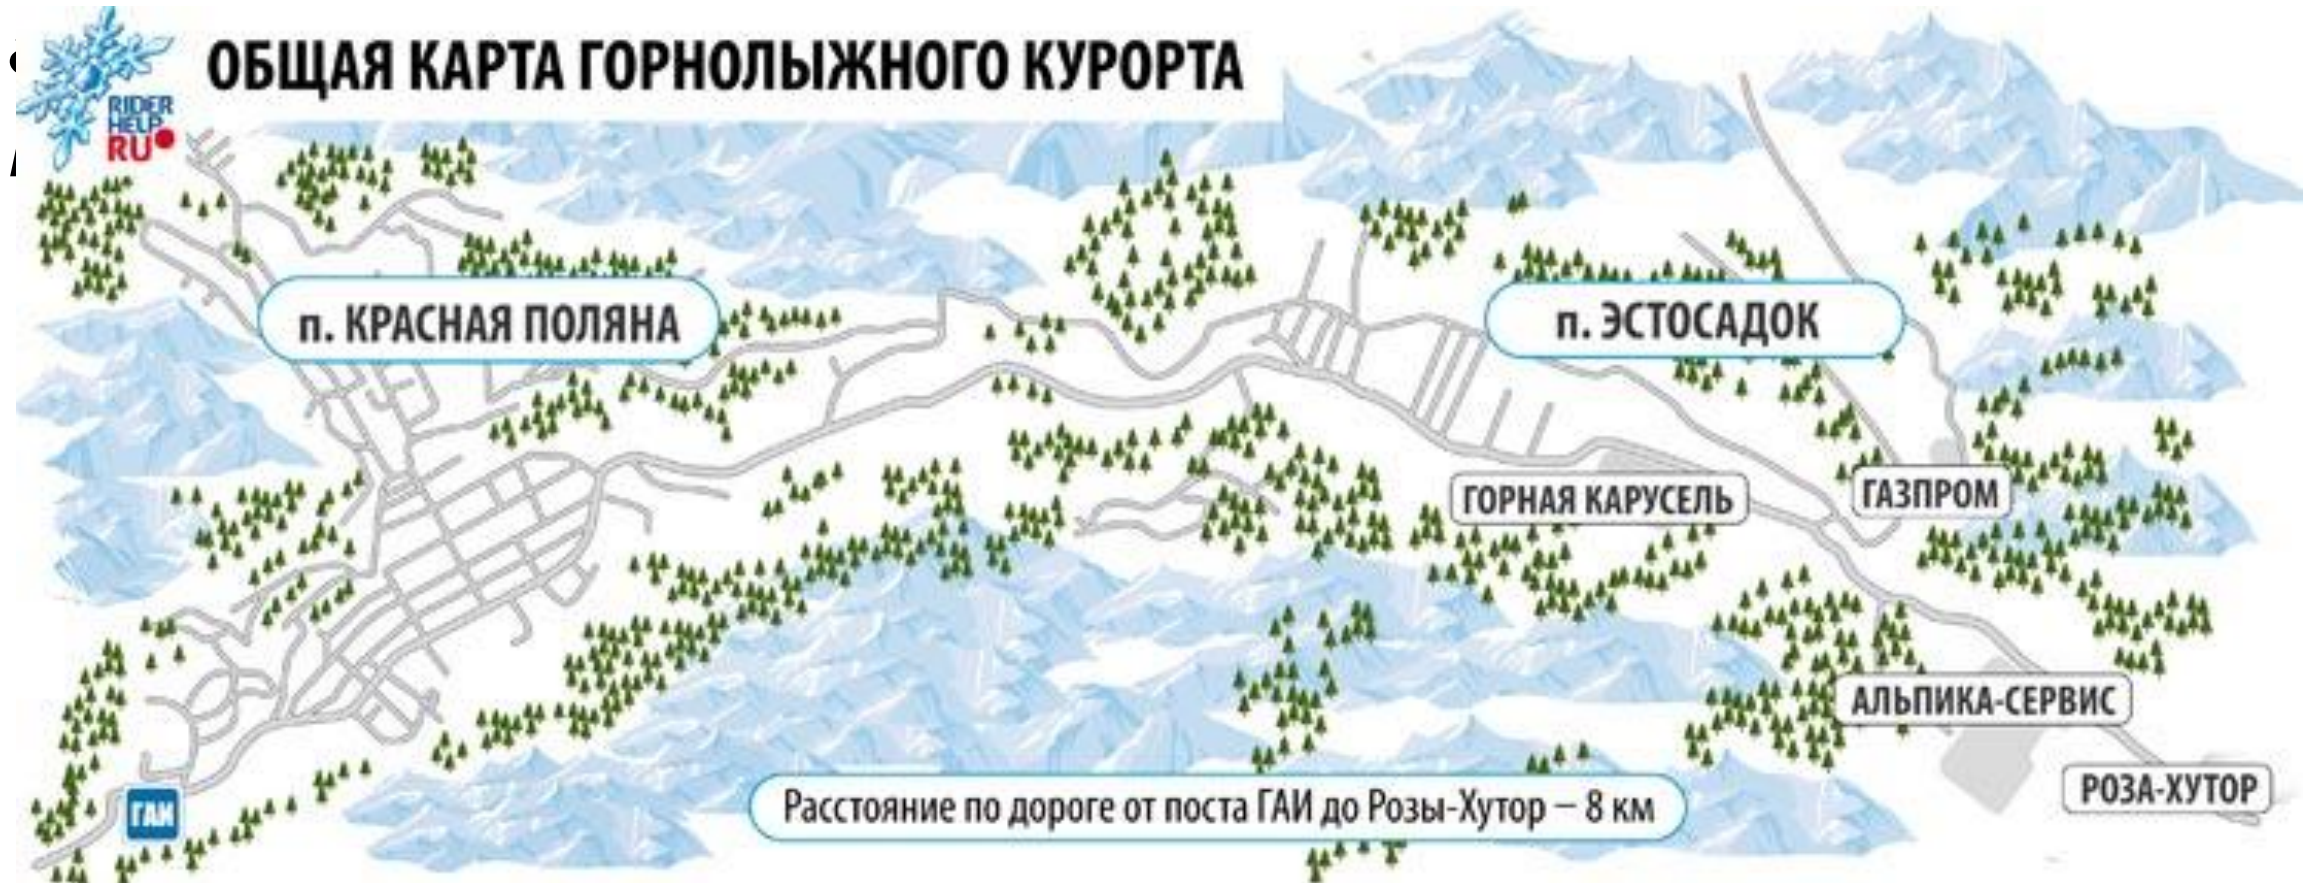 ОБЩАЯ КАРТА ГОРНОЛЫЖНОГО КУРОРТА
RIDER
HELP
RU
п. КРАСНАЯ ПОЛЯНА
п. ЭСТОСАДОК
ГОРНАЯ КАРУСЕЛЬ
ГАЗПРОМ
АЛЬПИКА-СЕРВИС
РОЗА-ХУТОР
ГАИ
Расстояние по дороге от поста ГАИ до Розы-Хутор – 8 км